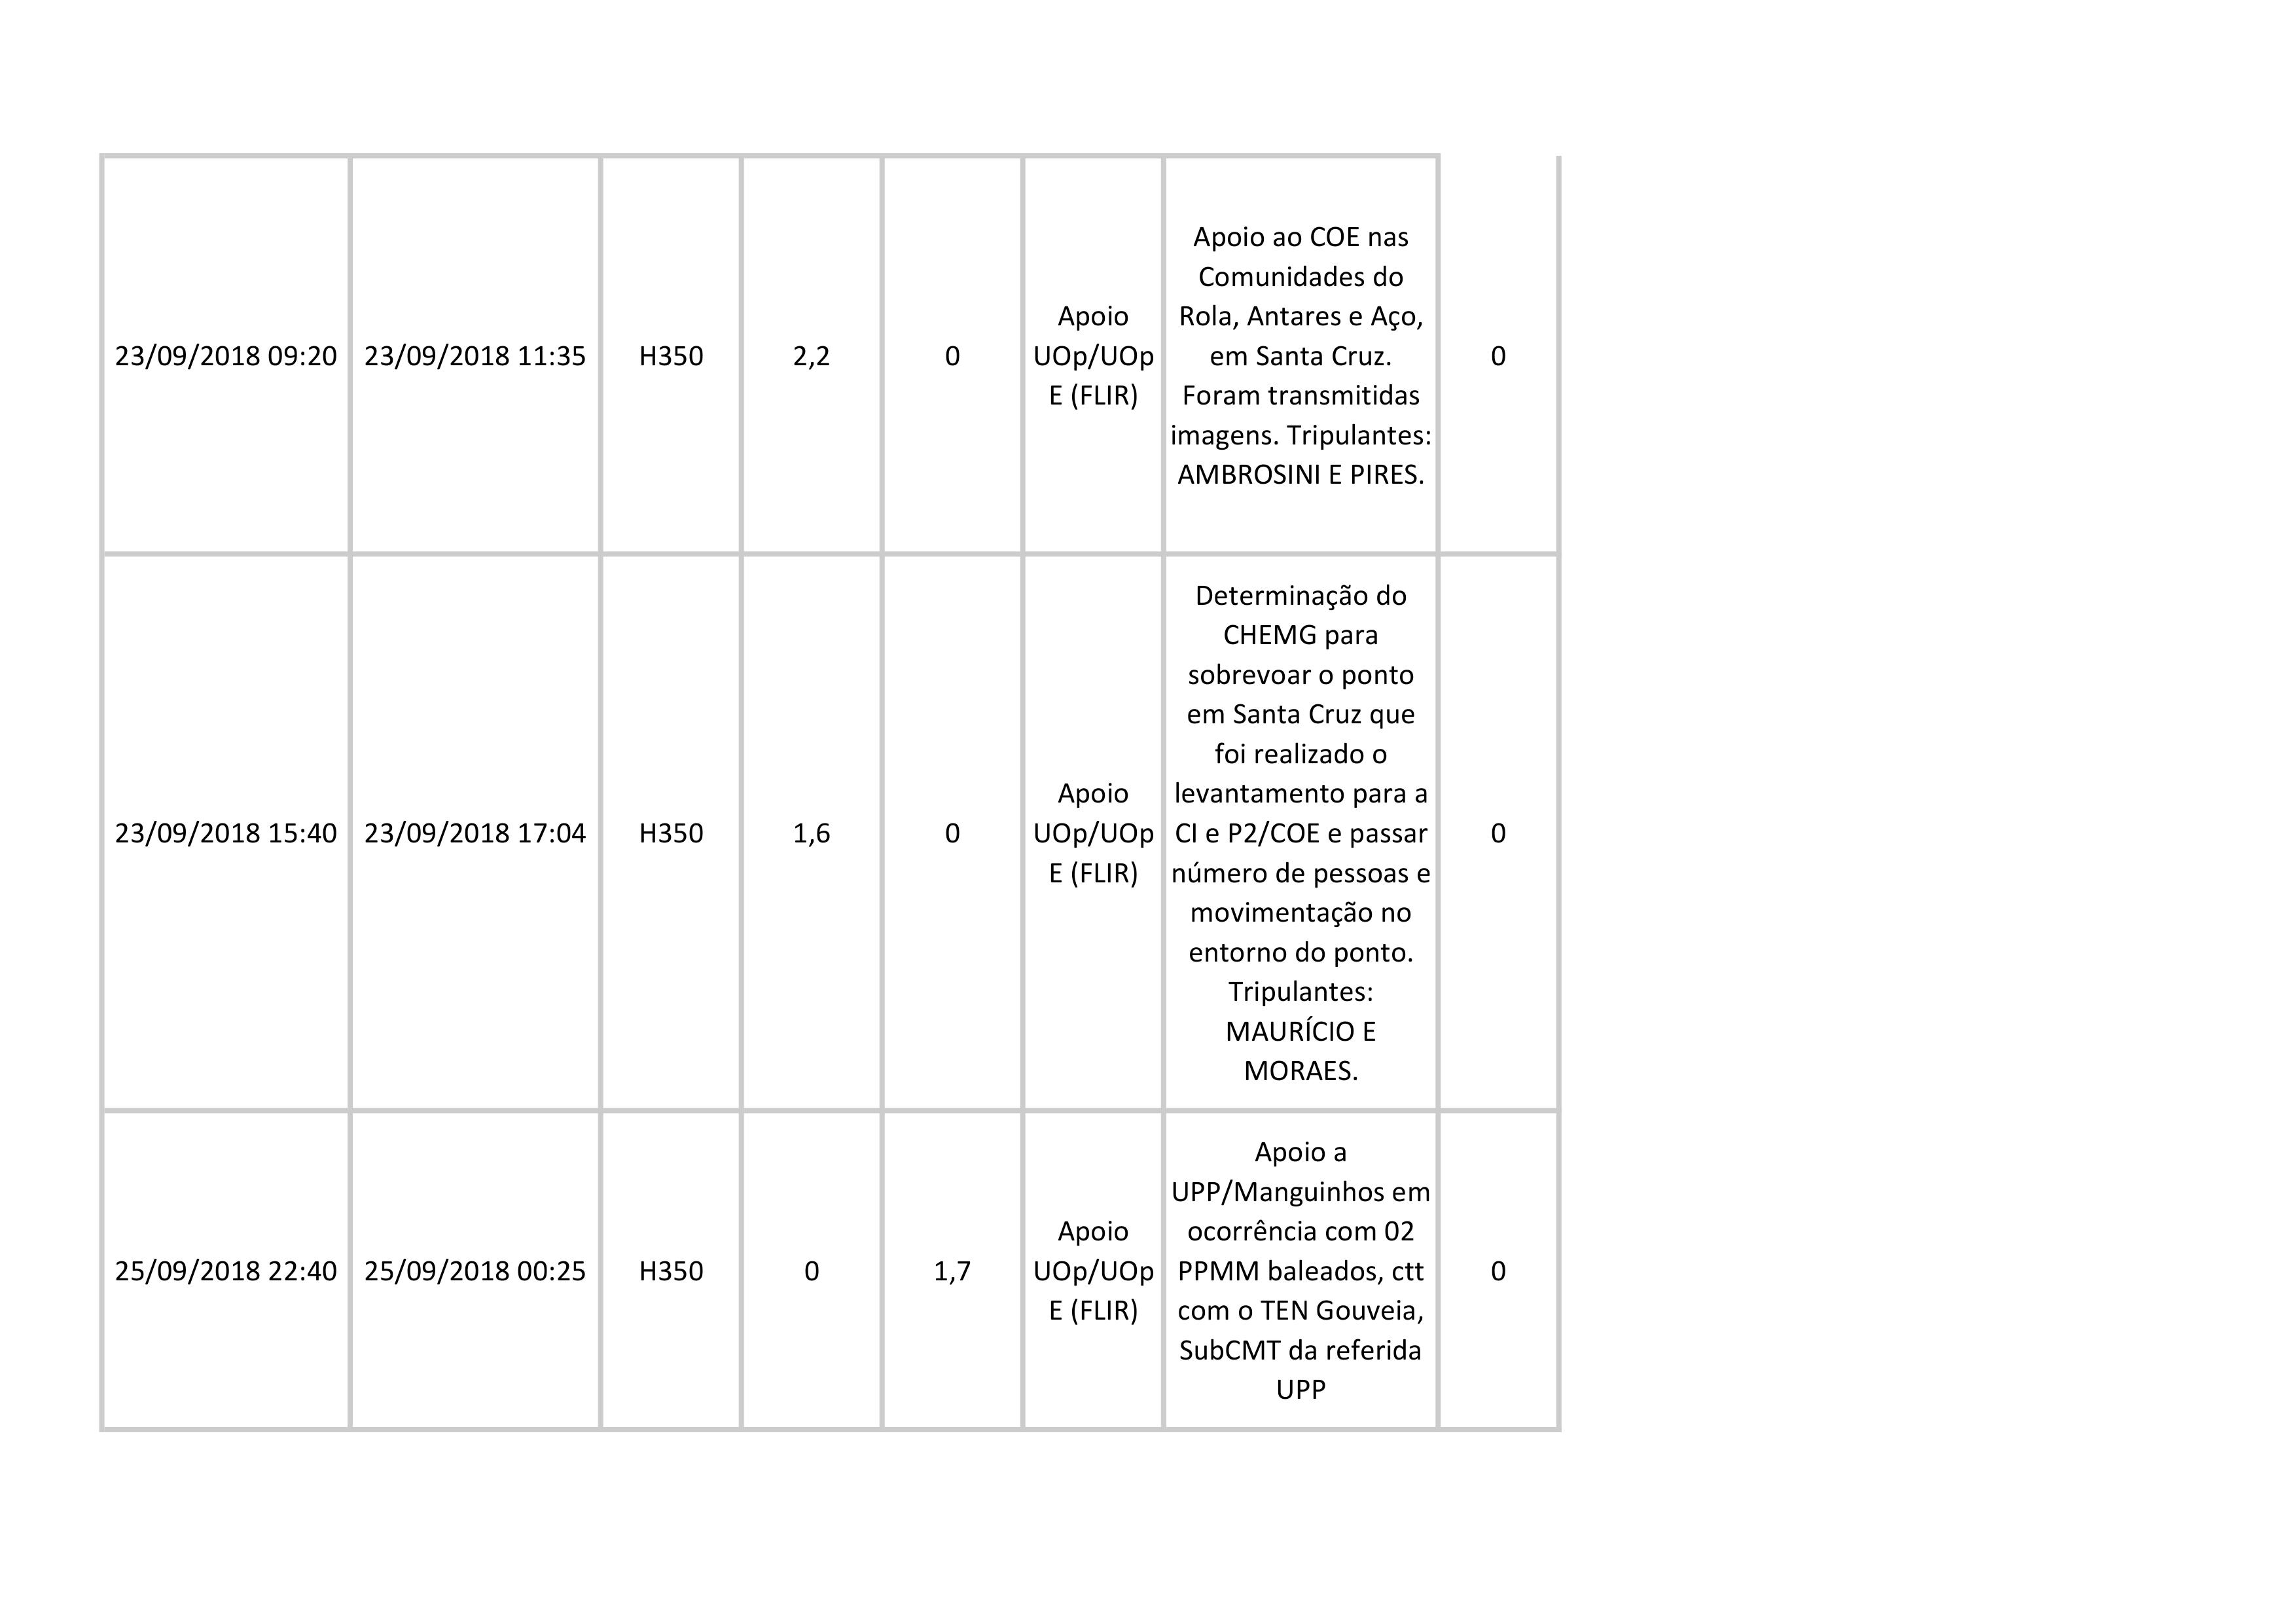 Apoio ao COE nas
Comunidades do
Apoio Rola, Antares e Aço,
23/09/2018 09:20 23/09/2018 11:35 H350 2,2 0 UOp/UOp em Santa Cruz. 0
E (FLIR) Foram transmitidas
imagens. Tripulantes:
AMBROSINI E PIRES.
Determinação do
CHEMG para
sobrevoar o ponto
em Santa Cruz que
foi realizado o
Apoio levantamento para a
23/09/2018 15:40 23/09/2018 17:04 H350 1,6 0 UOp/UOp CI e P2/COE e passar 0
E (FLIR) número de pessoas e
movimentação no
entorno do ponto.
Tripulantes:
MAURÍCIO E
MORAES.
Apoio a
UPP/Manguinhos em
Apoio ocorrência com 02
25/09/2018 22:40 25/09/2018 00:25 H350 0 1,7 UOp/UOp PPMM baleados, ctt 0
E (FLIR) com o TEN Gouveia,
SubCMT da referida
UPP